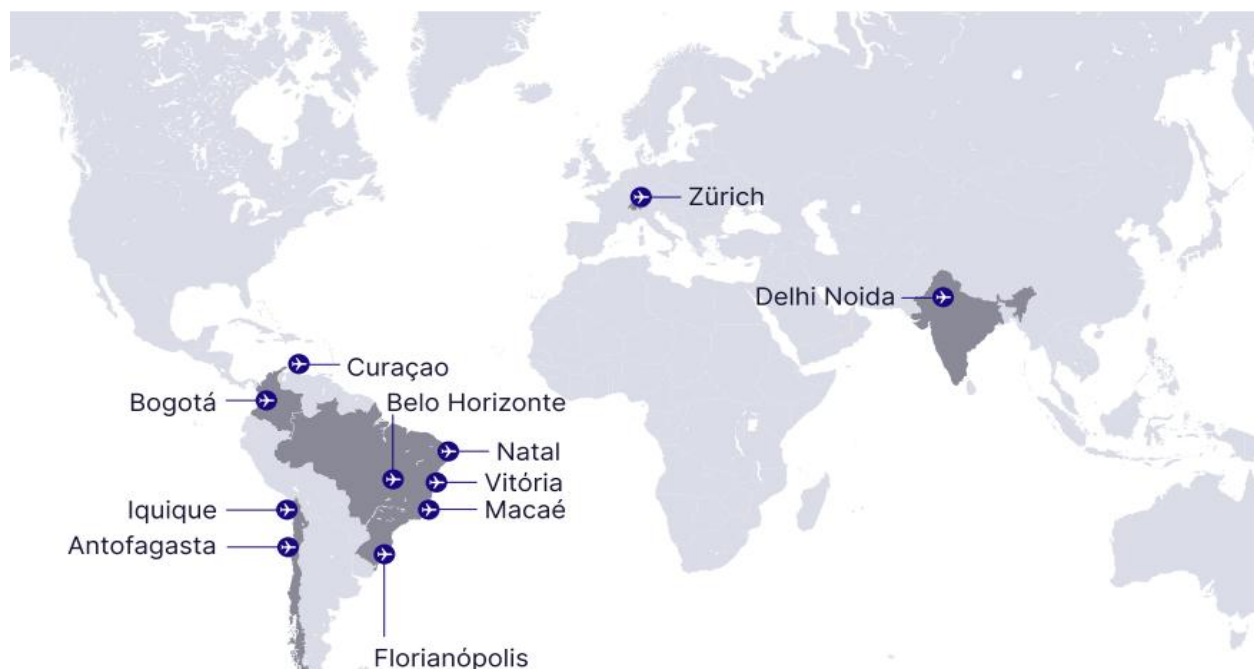 Zürich
Delhi Noida
Curaçao
Bogotá
Belo Horizonte
Natal
Vitória
Iquique
Macaé
Antofagasta
Florianópolis